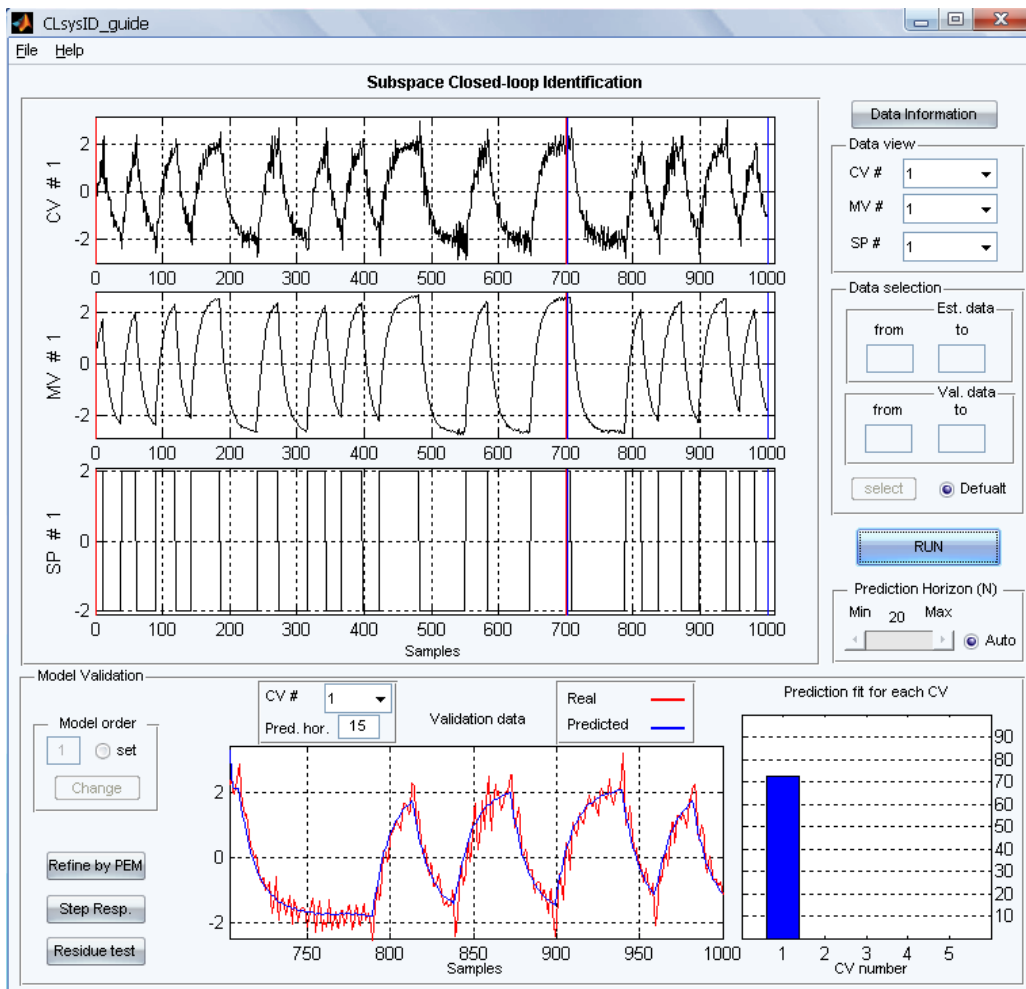 CLsysID_guide
File Help
Subspace Closed-loop Identification
CV # 1
2
0
-2
0 100 200 300 400 500 600 700 800 900 1000
MV # 1
2
0
-2
0 100 200 300 400 500 600 700 800 900 1000
SP # 1
2
0
-2
0 100 200 300 400 500 600 700 800 900 1000
Samples
Data Information
Data view
CV # 1
MV # 1
SP # 1
Data selection
Est. data
from to
Val. data
from to
select Defualt
RUN
Prediction Horizon (N)
Min 20 Max
Auto
Model Validation
Model order
1 set
Change
Refine by PEM
Step Resp.
Residue test
CV # 1
Pred. hor. 15
Validation data
Real
Predicted
2
0
-2
750 800 850 900 950 1000
Samples
Prediction fit for each CV
90
80
70
60
50
40
30
20
10
1 2 3 4 5
CV number